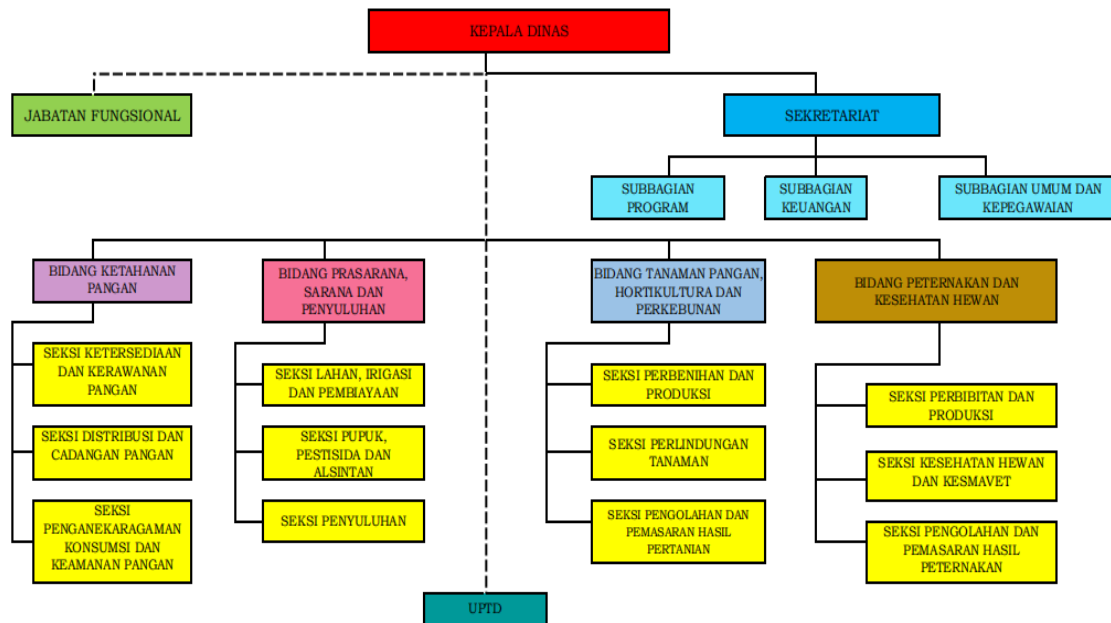 KEPALA DINAS
JABATAN FUNGSIONAL
SEKRETARIAT
SUBBAGIAN
PROGRAM
SUBBAGIAN
KEUANGAN
SUBBAGIAN UMUM DAN
KEPEGAWAIAN
BIDANG KETAHANAN
PANGAN
SEKSI KETERSEDIAAN
DAN KERAWANAN
PANGAN
SEKSI DISTRIBUSI DAN
CADANGAN PANGAN
SEKSI
PENGANEKARAGAMAN
KONSUMSI DAN
KEAMANAN PANGAN
BIDANG PRASARANA,
SARANA DAN
PENYULUHAN
SEKSI LAHAN, IRIGASI
DAN PEMBIAYAAN
SEKSI PUPUK,
PESTISIDA DAN
ALSINTAN
SEKSI PENYULUHAN
BIDANG TANAMAN PANGAN,
HORTIKULTURA DAN
PERKEBUNAN
SEKSI PERBENIHAN DAN
PRODUKSI
SEKSI PERLINDUNGAN
TANAMAN
SEKSI PENGOLAHAN DAN
PEMASARAN HASIL
PERTANIAN
BIDANG PETERNAKAN DAN
KESEHATAN HEWAN
SEKSI PERBIBITAN DAN
PRODUKSI
SEKSI KESEHATAN HEWAN
DAN KESMAVET
SEKSI PENGOLAHAN DAN
PEMASARAN HASIL
PETERNAKAN
UPTD